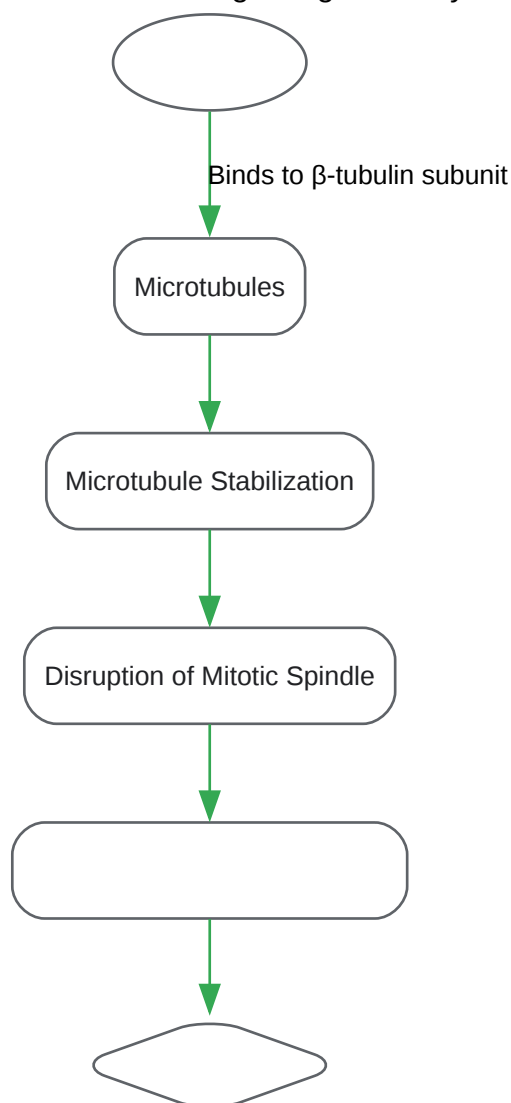 Binds to β-tubulin subunit
Microtubules
Microtubule Stabilization
Disruption of Mitotic Spindle